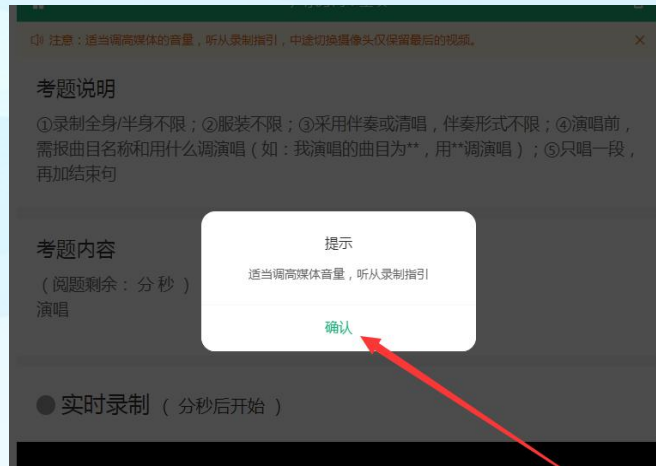 注意：适当调高媒体的音量，听从录制指引，中途切换摄像头仅保留最后的视频。
考题说明
①录制全身/半身不限；②服装不限；③采用伴奏或清唱，伴奏形式不限；④演唱前，
需报曲目名称和用什么调演唱（如：我演唱的曲目为**，用**调演唱）；⑤只唱一段，
再加结束句
提示
考题内容
适当调高媒体音量，听从录制指引
（阅题剩余： 分 秒 ）
演唱
确认
实时录制（ 分秒后开始 ）